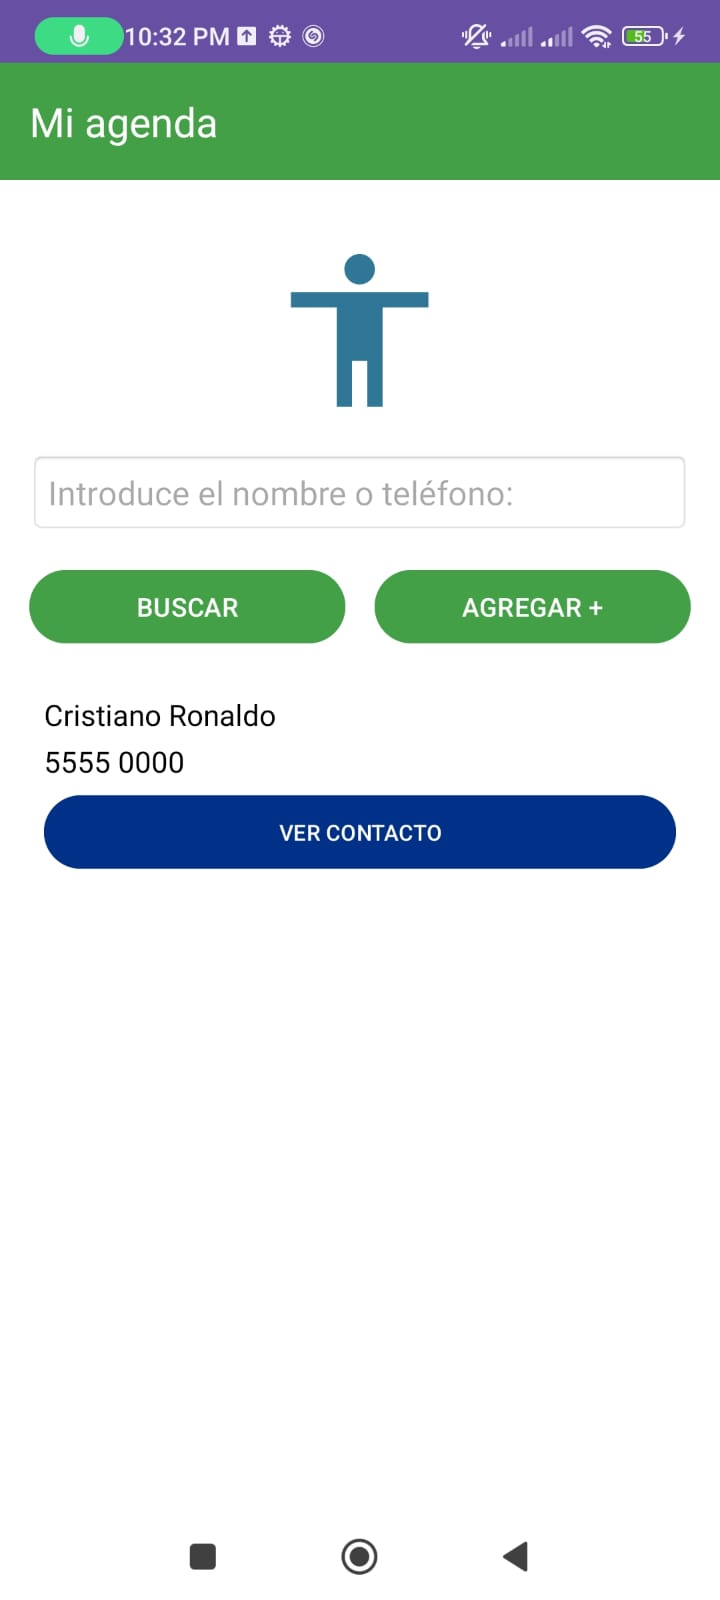 10:32 PM
55
Mi agenda
Introduce el nombre o teléfono:
BUSCAR
AGREGAR +
Cristiano Ronaldo
5555 0000
VER CONTACTO